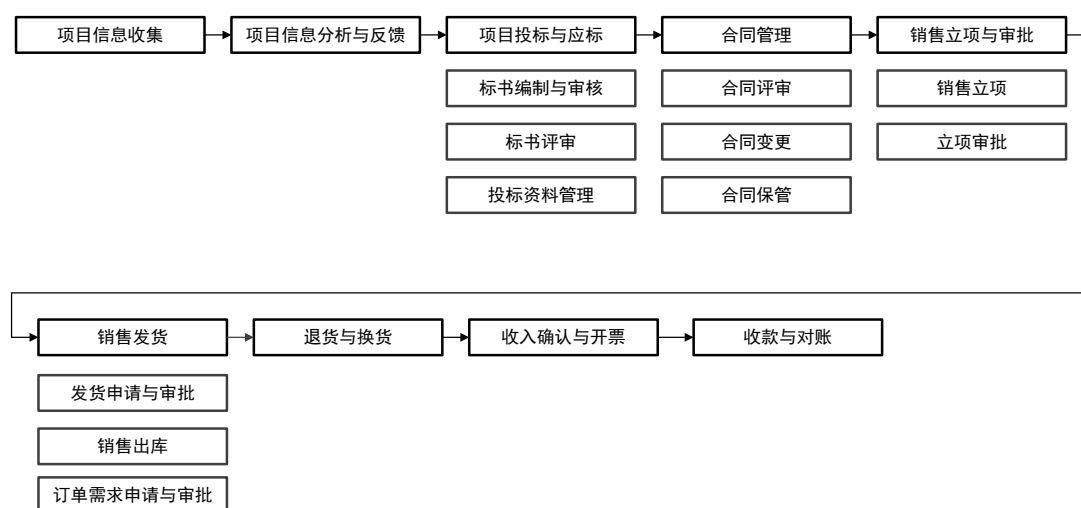 项目信息收集
项目信息分析与反馈
项目投标与应标
合同管理
销售立项与审批
标书编制与审核
合同评审
销售立项
标书评审
合同变更
立项审批
投标资料管理
合同保管
销售发货
退货与换货
收入确认与开票
收款与对账
发货申请与审批
销售出库
订单需求申请与审批